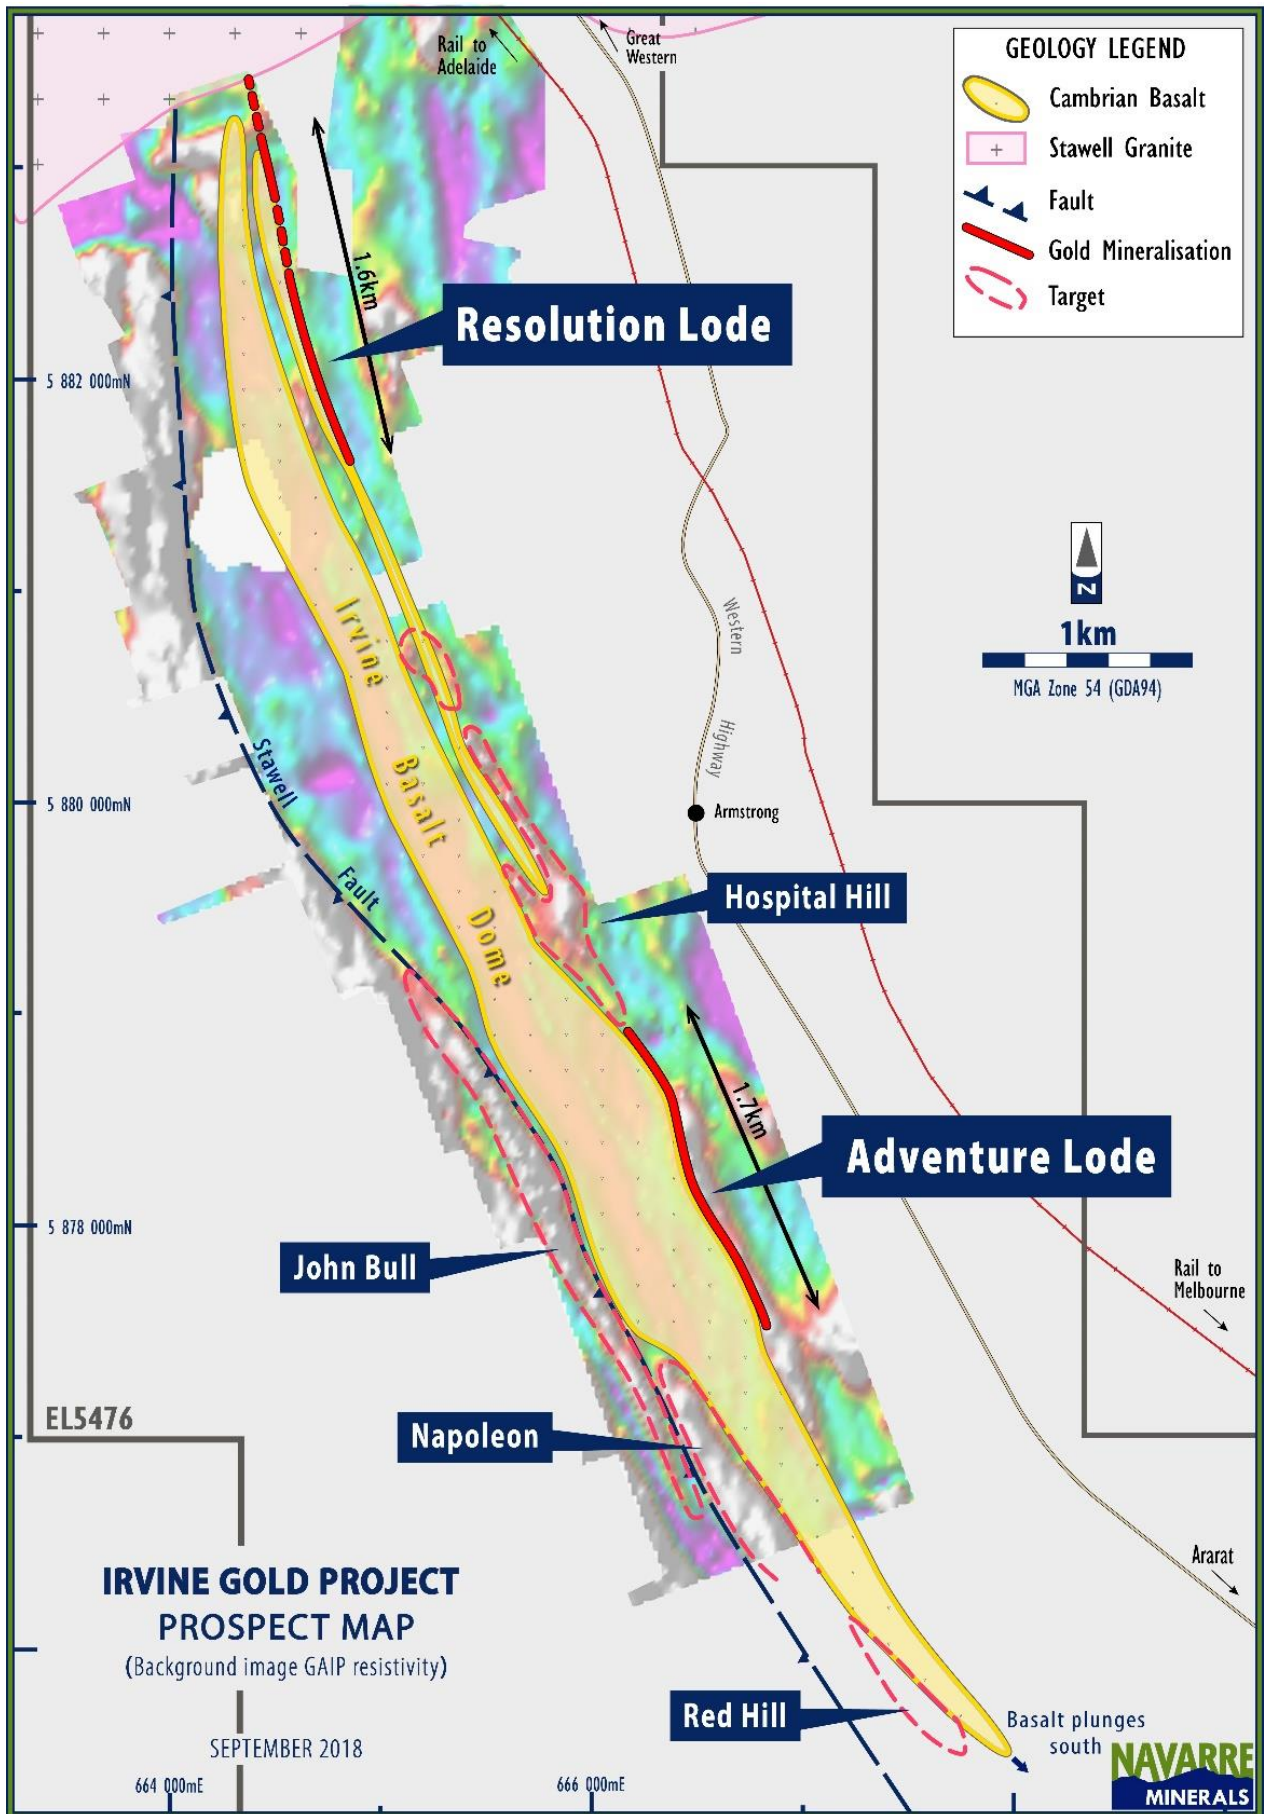 Rail to
Adelaide
Great
Western
GEOLOGY LEGEND
Cambrian Basalt
Stawell Granite
Fault
Gold Mineralisation
Target
1.6km
Resolution Lode
5 882 000mN
N
1km
MGA Zone 54 (GDA94)
Irvine
Basalt
Dome
Western
Highway
Stawell
Fault
5 880 000mN
Armstrong
Hospital Hill
1.7km
Adventure Lode
5 878 000mN
John Bull
Rail to
Melbourne
EL5476
Napoleon
Ararat
IRVINE GOLD PROJECT
PROSPECT MAP
(Background image GAIP resistivity)
Red Hill
Basalt plunges
south
SEPTEMBER 2018
664 000mE
666 000mE
NAVARRE
MINERALS